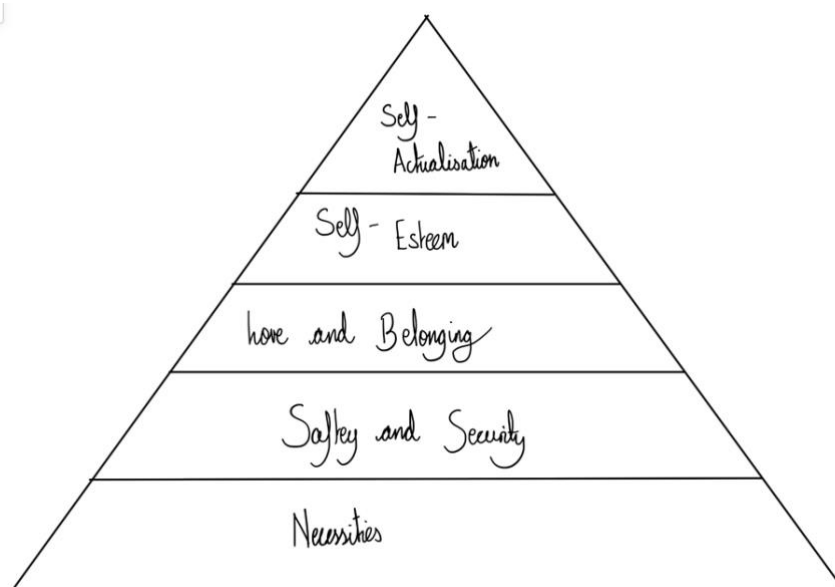 Self-
Actualisation
Self- Esteem
Love and Belonging
Saftey and Security
Necessities